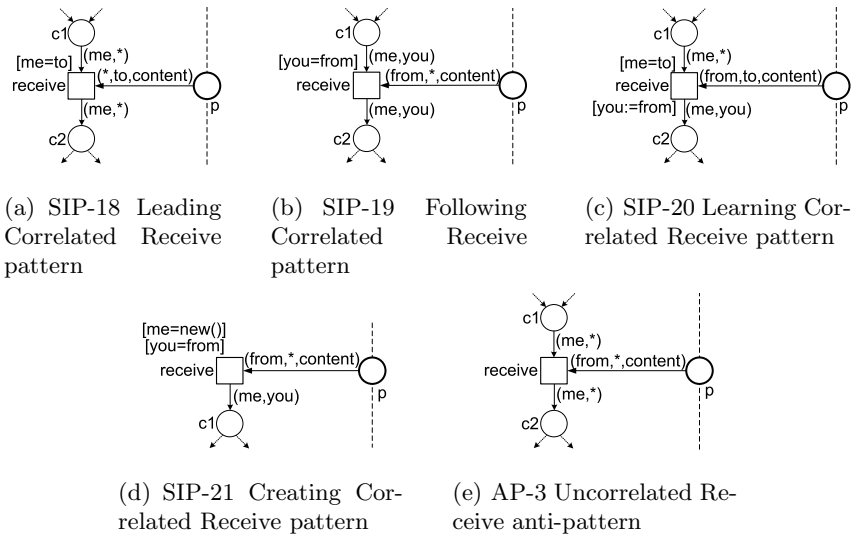 c1
(me,*)
[me=to]
receive
(*,to,content)
p
(me,*)
c2
(a) SIP-18 Leading
Correlated Receive
pattern
c1
(me,you)
[you=from]
receive
(from,*,content)
p
(me,you)
c2
(b) SIP-19 Following
Correlated Receive
pattern
c1
(me,*)
[me=to]
receive
(from,to,content)
p
[you:=from]
(me,you)
c2
(c) SIP-20 Learning Cor-
related Receive pattern
[me=new()]
[you=from]
receive
(from,*,content)
p
(me,you)
c1
(d) SIP-21 Creating Cor-
related Receive pattern
c1
(me,*)
receive
(from,*,content)
p
(me,*)
c2
(e) AP-3 Uncorrelated Re-
ceive anti-pattern